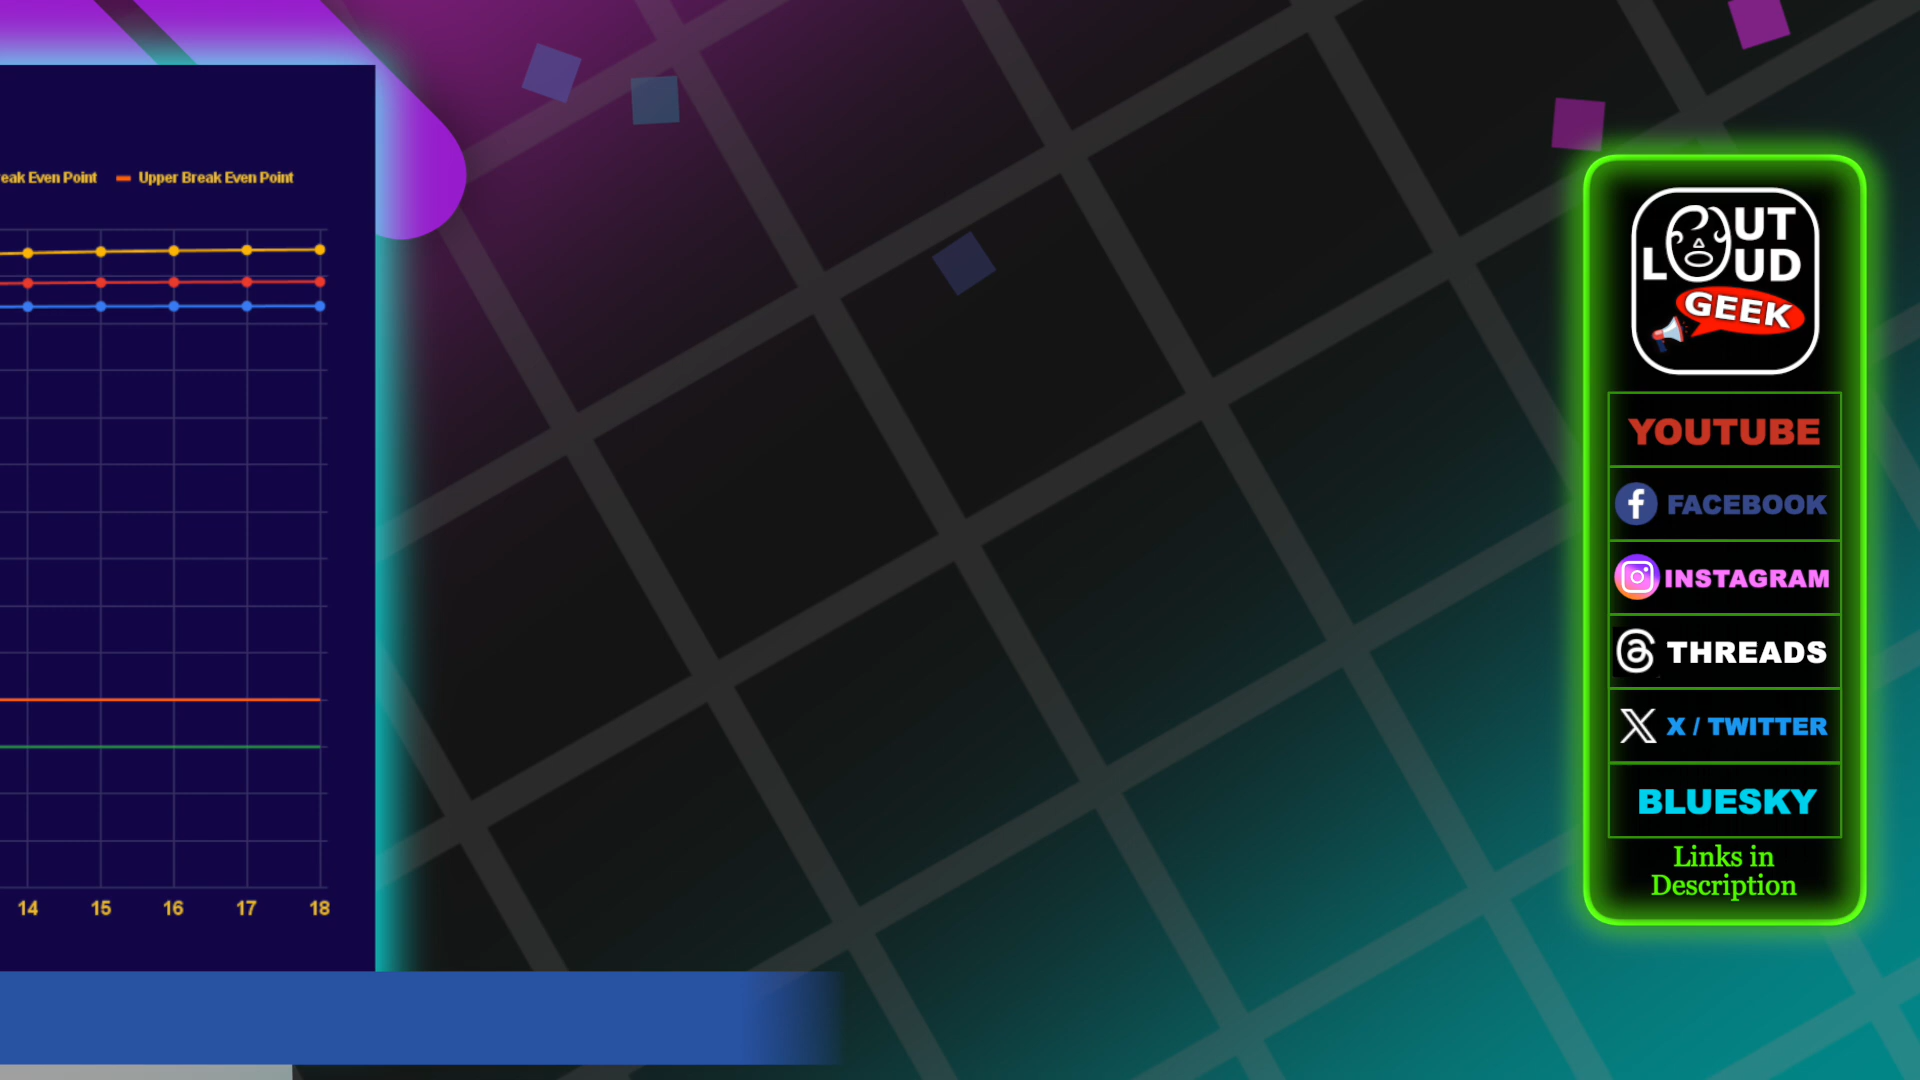 eak Even Point Upper Break Even Point
14 15 16 17 18
OUT
LOUD
GEEK
YOUTUBE
FACEBOOK
INSTAGRAM
THREADS
X / TWITTER
BLUESKY
Links in
Description